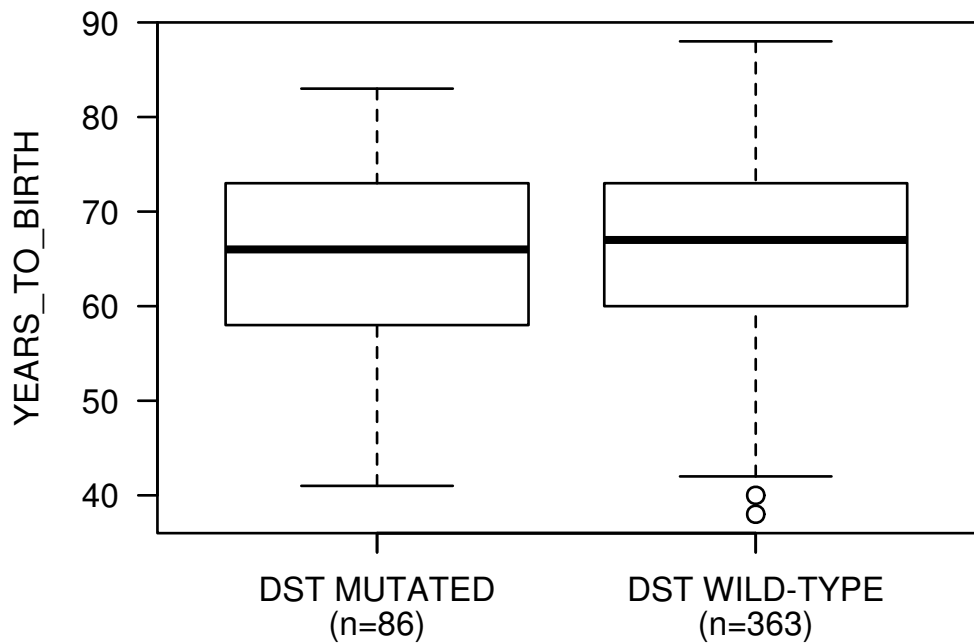 90
80
70
60
50
40
YEARS_TO_BIRTH
DST MUTATED
(n=86)
DST WILD-TYPE
(n=363)